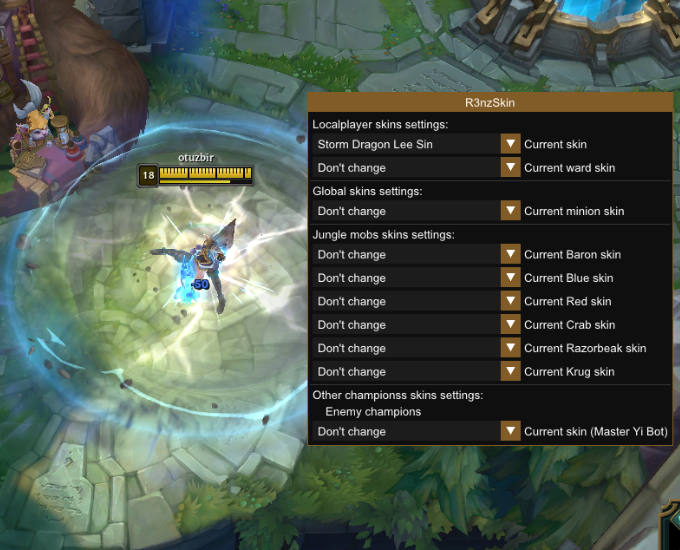 R3nzSkin
Localplayer skins settings:
Storm Dragon Lee Sin Current skin
Don't change Current ward skin
Global skins settings:
Don't change Current minion skin
Jungle mobs skins settings:
Don't change Current Baron skin
Don't change Current Blue skin
Don't change Current Red skin
Don't change Current Crab skin
Don't change Current Razorbeak skin
Don't change Current Krug skin
Other championss skins settings:
Enemy champions
Don't change Current skin (Master Yi Bot)
otuzbir
18
-50